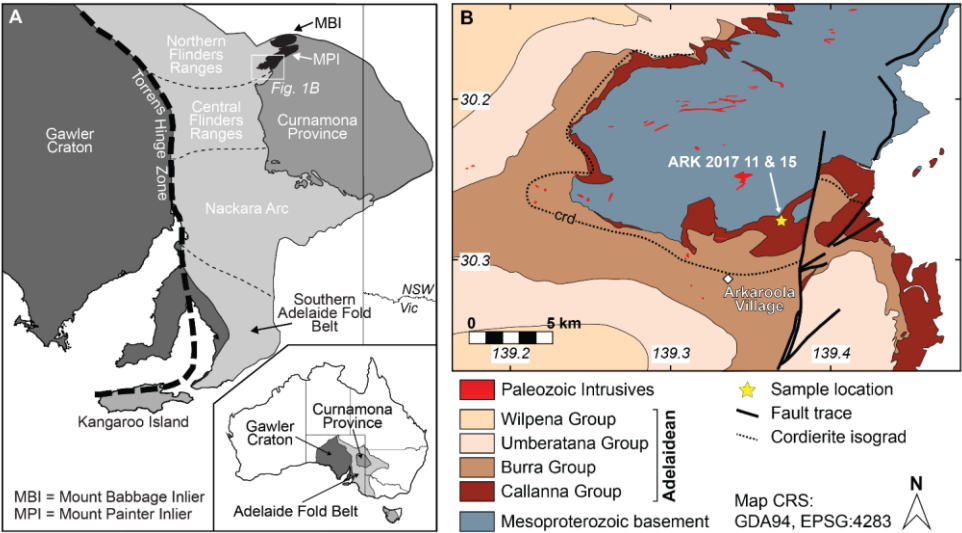 A
MBI
MPI
Northern
Flinders
Ranges
Fig. 1B
Torrens Hinge Zone
Central
Flinders
Ranges
Curnamona
Province
Gawler
Craton
Nackara Arc
NSW
Vic
Southern
Adelaide Fold
Belt
Kangaroo Island
Curnamona
Province
Gawler
Craton
Adelaide Fold
Belt
MBI = Mount Babbage Inlier
MPI = Mount Painter Inlier
B
30.2
ARK 2017 11 & 15
crd
30.3
Arkaroola
Village
0 5 km
139.2
139.3
139.4
Paleozoic Intrusives
Wilpena Group
Umberatana Group
Burra Group
Callanna Group
Adelaidean
Mesoproterozoic basement
Sample location
Fault trace
Cordierite isograd
Map CRS:
GDA94, EPSG:4283
N